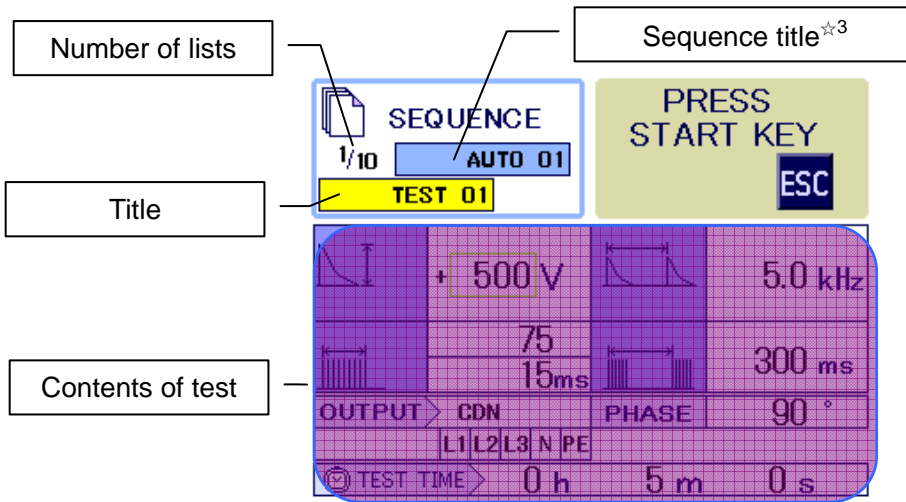 Number of lists
Sequence title☆3
SEQUENCE
1/10
AUTO 01
TEST 01
Title
PRESS
START KEY
ESC
Contents of test
+ 500 V
5.0 kHz
75
15ms
300 ms
OUTPUT
CDN
PHASE
90 °
L1 L2 L3 N PE
TEST TIME
0 h
5 m
0 s